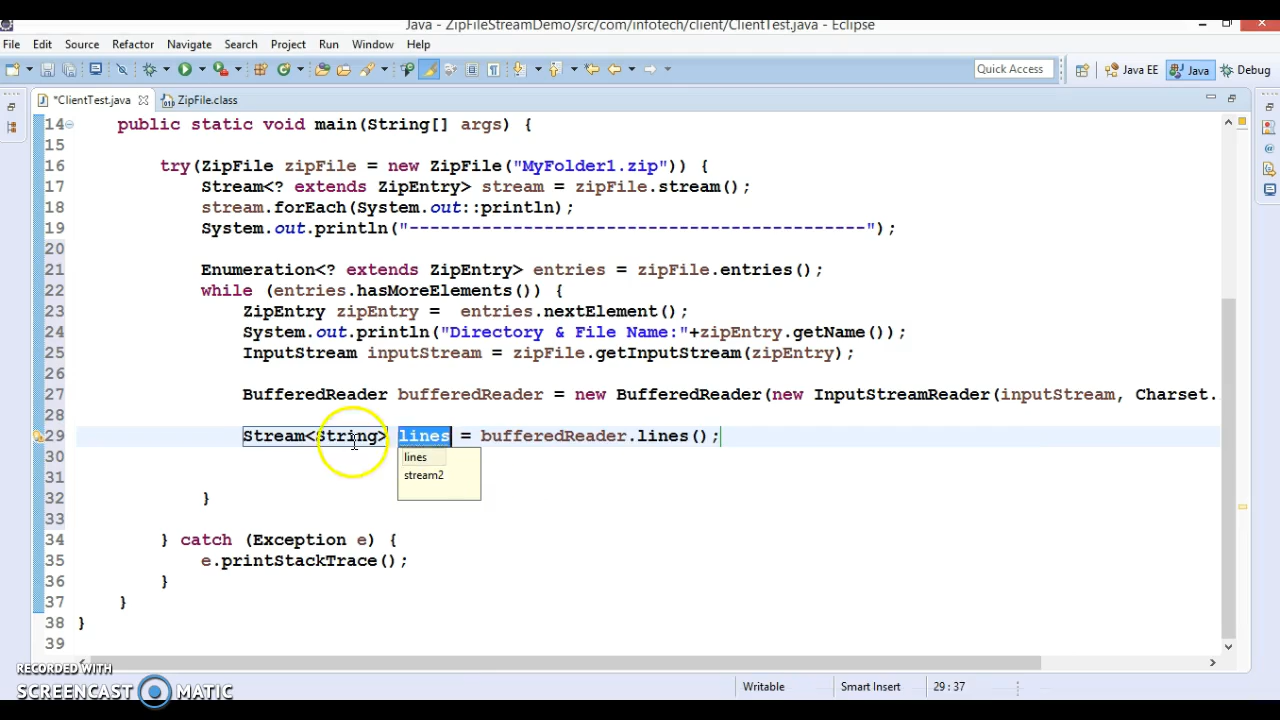 Java - ZipFileStreamDemo/src/com/infotech/client/ClientTest.java - Eclipse
File Edit Source Refactor Navigate Search Project Run Window Help
Quick Access Java EE Java Debug
*ClientTest.java ZipFile.class
14 public static void main(String[] args) {
15
16 try(ZipFile zipFile = new ZipFile("MyFolder1.zip")) {
17 Stream<? extends ZipEntry> stream = zipFile.stream();
18 stream.forEach(System.out::println);
19 System.out.println("--------------------------------------------");
20
21 Enumeration<? extends ZipEntry> entries = zipFile.entries();
22 while (entries.hasMoreElements()) {
23 ZipEntry zipEntry =  entries.nextElement();
24 System.out.println("Directory & File Name:"+zipEntry.getName());
25 InputStream inputStream = zipFile.getInputStream(zipEntry);
26
27 BufferedReader bufferedReader = new BufferedReader(new InputStreamReader(inputStream, Charset.
28
29 Stream<String> lines = bufferedReader.lines();
30 lines
31 stream2
32 }
33
34 } catch (Exception e) {
35 e.printStackTrace();
36 }
37 }
38 }
39
RECORDED WITH
SCREENCAST MATIC
Writable Smart Insert 29 : 37